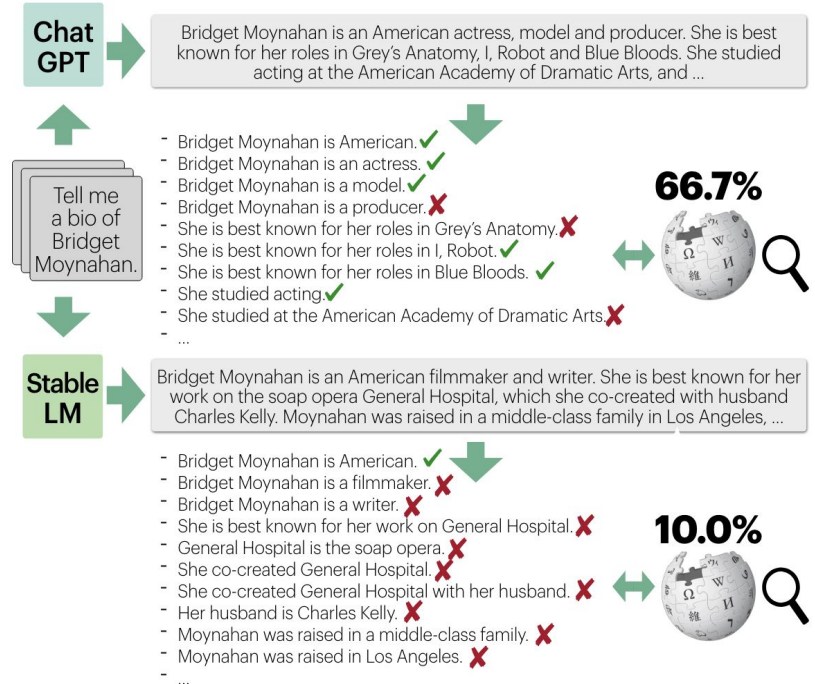 Chat
GPT
Bridget Moynahan is an American actress, model and producer. She is best
known for her roles in Grey's Anatomy, I, Robot and Blue Bloods. She studied
acting at the American Academy of Dramatic Arts, and ...
Tell me
a bio of
Bridget
Moynahan.
- Bridget Moynahan is American. ✓
- Bridget Moynahan is an actress. ✓
- Bridget Moynahan is a model. ✓
- Bridget Moynahan is a producer. ✘
- She is best known for her roles in Grey's Anatomy. ✘
- She is best known for her roles in I, Robot. ✓
- She is best known for her roles in Blue Bloods. ✓
- She studied acting. ✓
- She studied at the American Academy of Dramatic Arts. ✘
- ...
66.7%
Ω W И 維
Stable
LM
Bridget Moynahan is an American filmmaker and writer. She is best known for her
work on the soap opera General Hospital, which she co-created with husband
Charles Kelly. Moynahan was raised in a middle-class family in Los Angeles, ...
- Bridget Moynahan is American. ✓
- Bridget Moynahan is a filmmaker. ✘
- Bridget Moynahan is a writer. ✘
- She is best known for her work on General Hospital. ✘
- General Hospital is the soap opera. ✘
- She co-created General Hospital. ✘
- She co-created General Hospital with her husband. ✘
- Her husband is Charles Kelly. ✘
- Moynahan was raised in a middle-class family. ✘
- Moynahan was raised in Los Angeles. ✘
- ...
10.0%
Ω W И 維